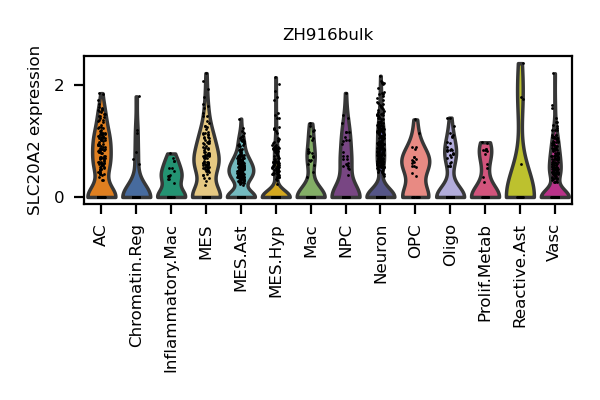 ZH916bulk
SLC20A2 expression
2
0
AC
Chromatin.Reg
Inflammatory.Mac
MES
MES.Ast
MES.Hyp
Mac
NPC
Neuron
OPC
Oligo
Prolif.Metab
Reactive.Ast
Vasc